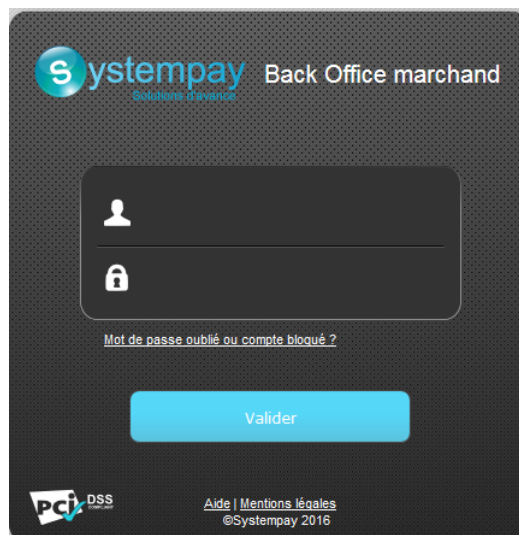 Systempay Back Office marchand
Solutions d'avance
Mot de passe oublié ou compte bloqué ?
Valider
PCI DSS
COMPLIANT
Aide | Mentions légales
©Systempay 2016